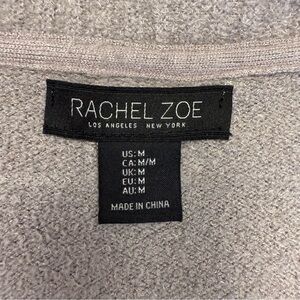 RACHEL ZOE
LOS ANGELES NEW YORK
US: M
CA: M/M
UK: M
EU: M
AU: M
MADE IN CHINA